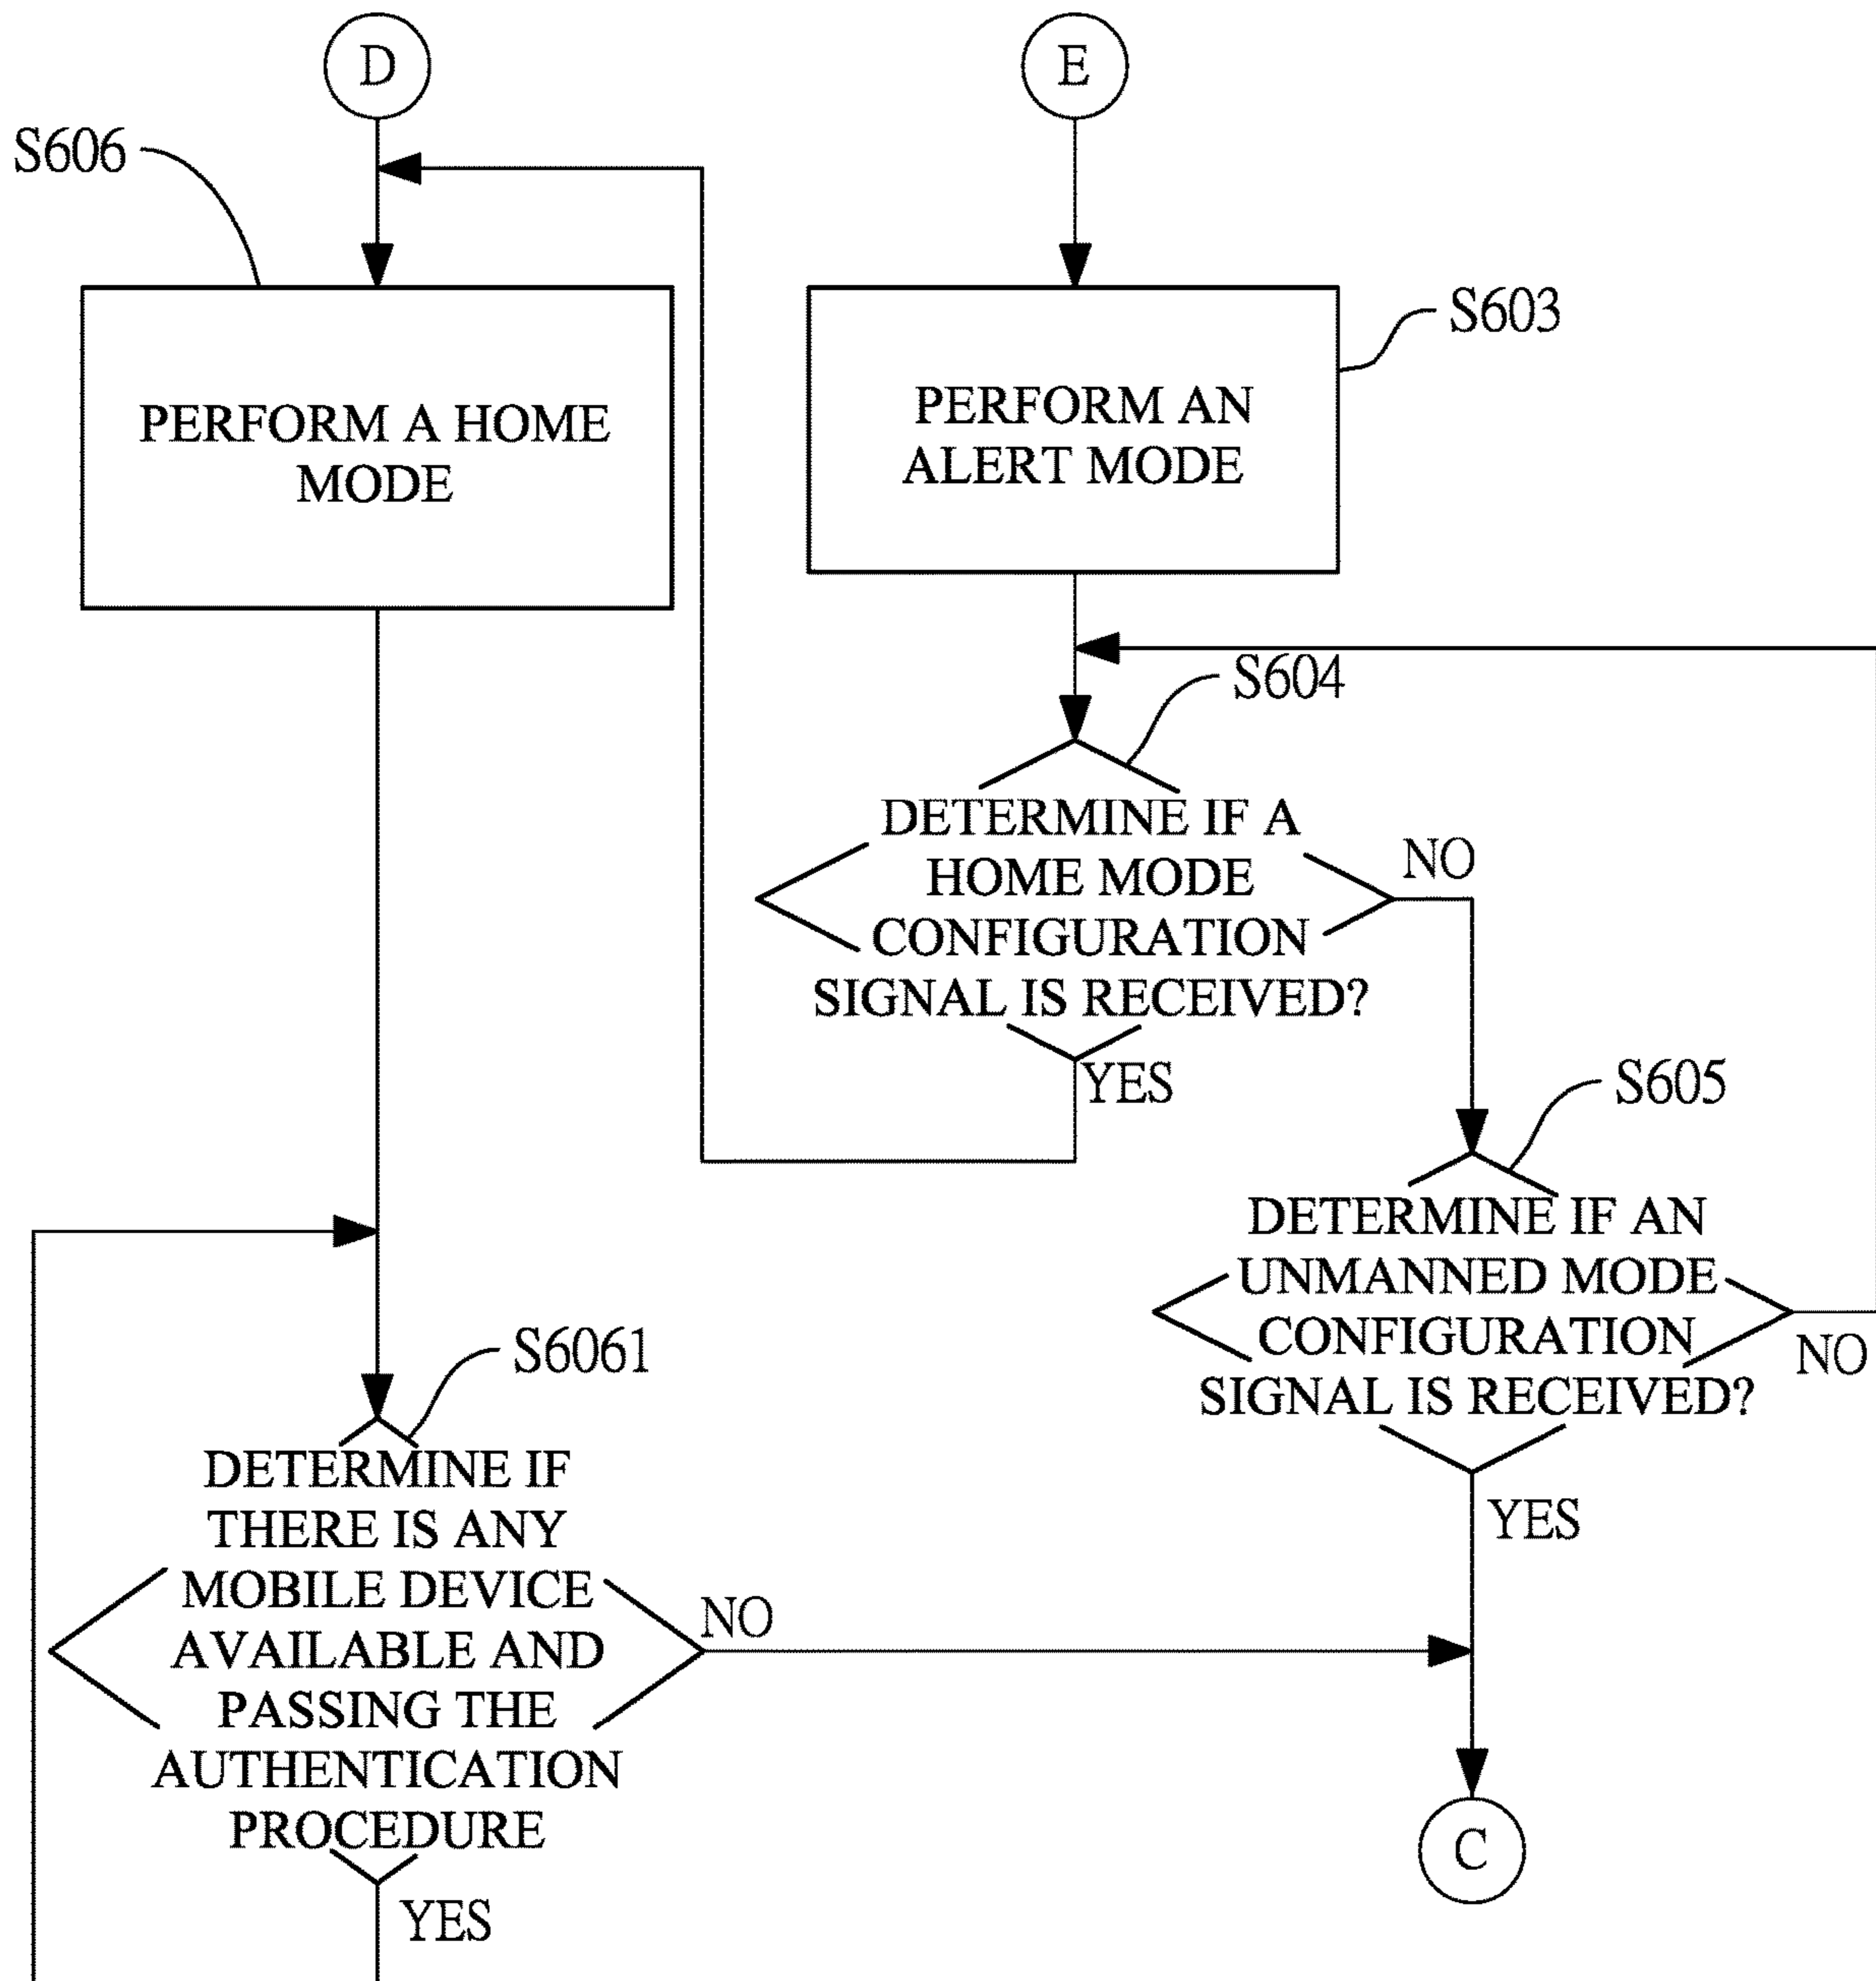 D
E
S606
S603
PERFORM A HOME
MODE
PERFORM AN
ALERT MODE
S604
DETERMINE IF A
HOME MODE
CONFIGURATION
SIGNAL IS RECEIVED?
NO
YES
S605
DETERMINE IF AN
UNMANNED MODE
CONFIGURATION
SIGNAL IS RECEIVED?
NO
YES
S6061
DETERMINE IF
THERE IS ANY
MOBILE DEVICE
AVAILABLE AND
PASSING THE
AUTHENTICATION
PROCEDURE
NO
YES
C